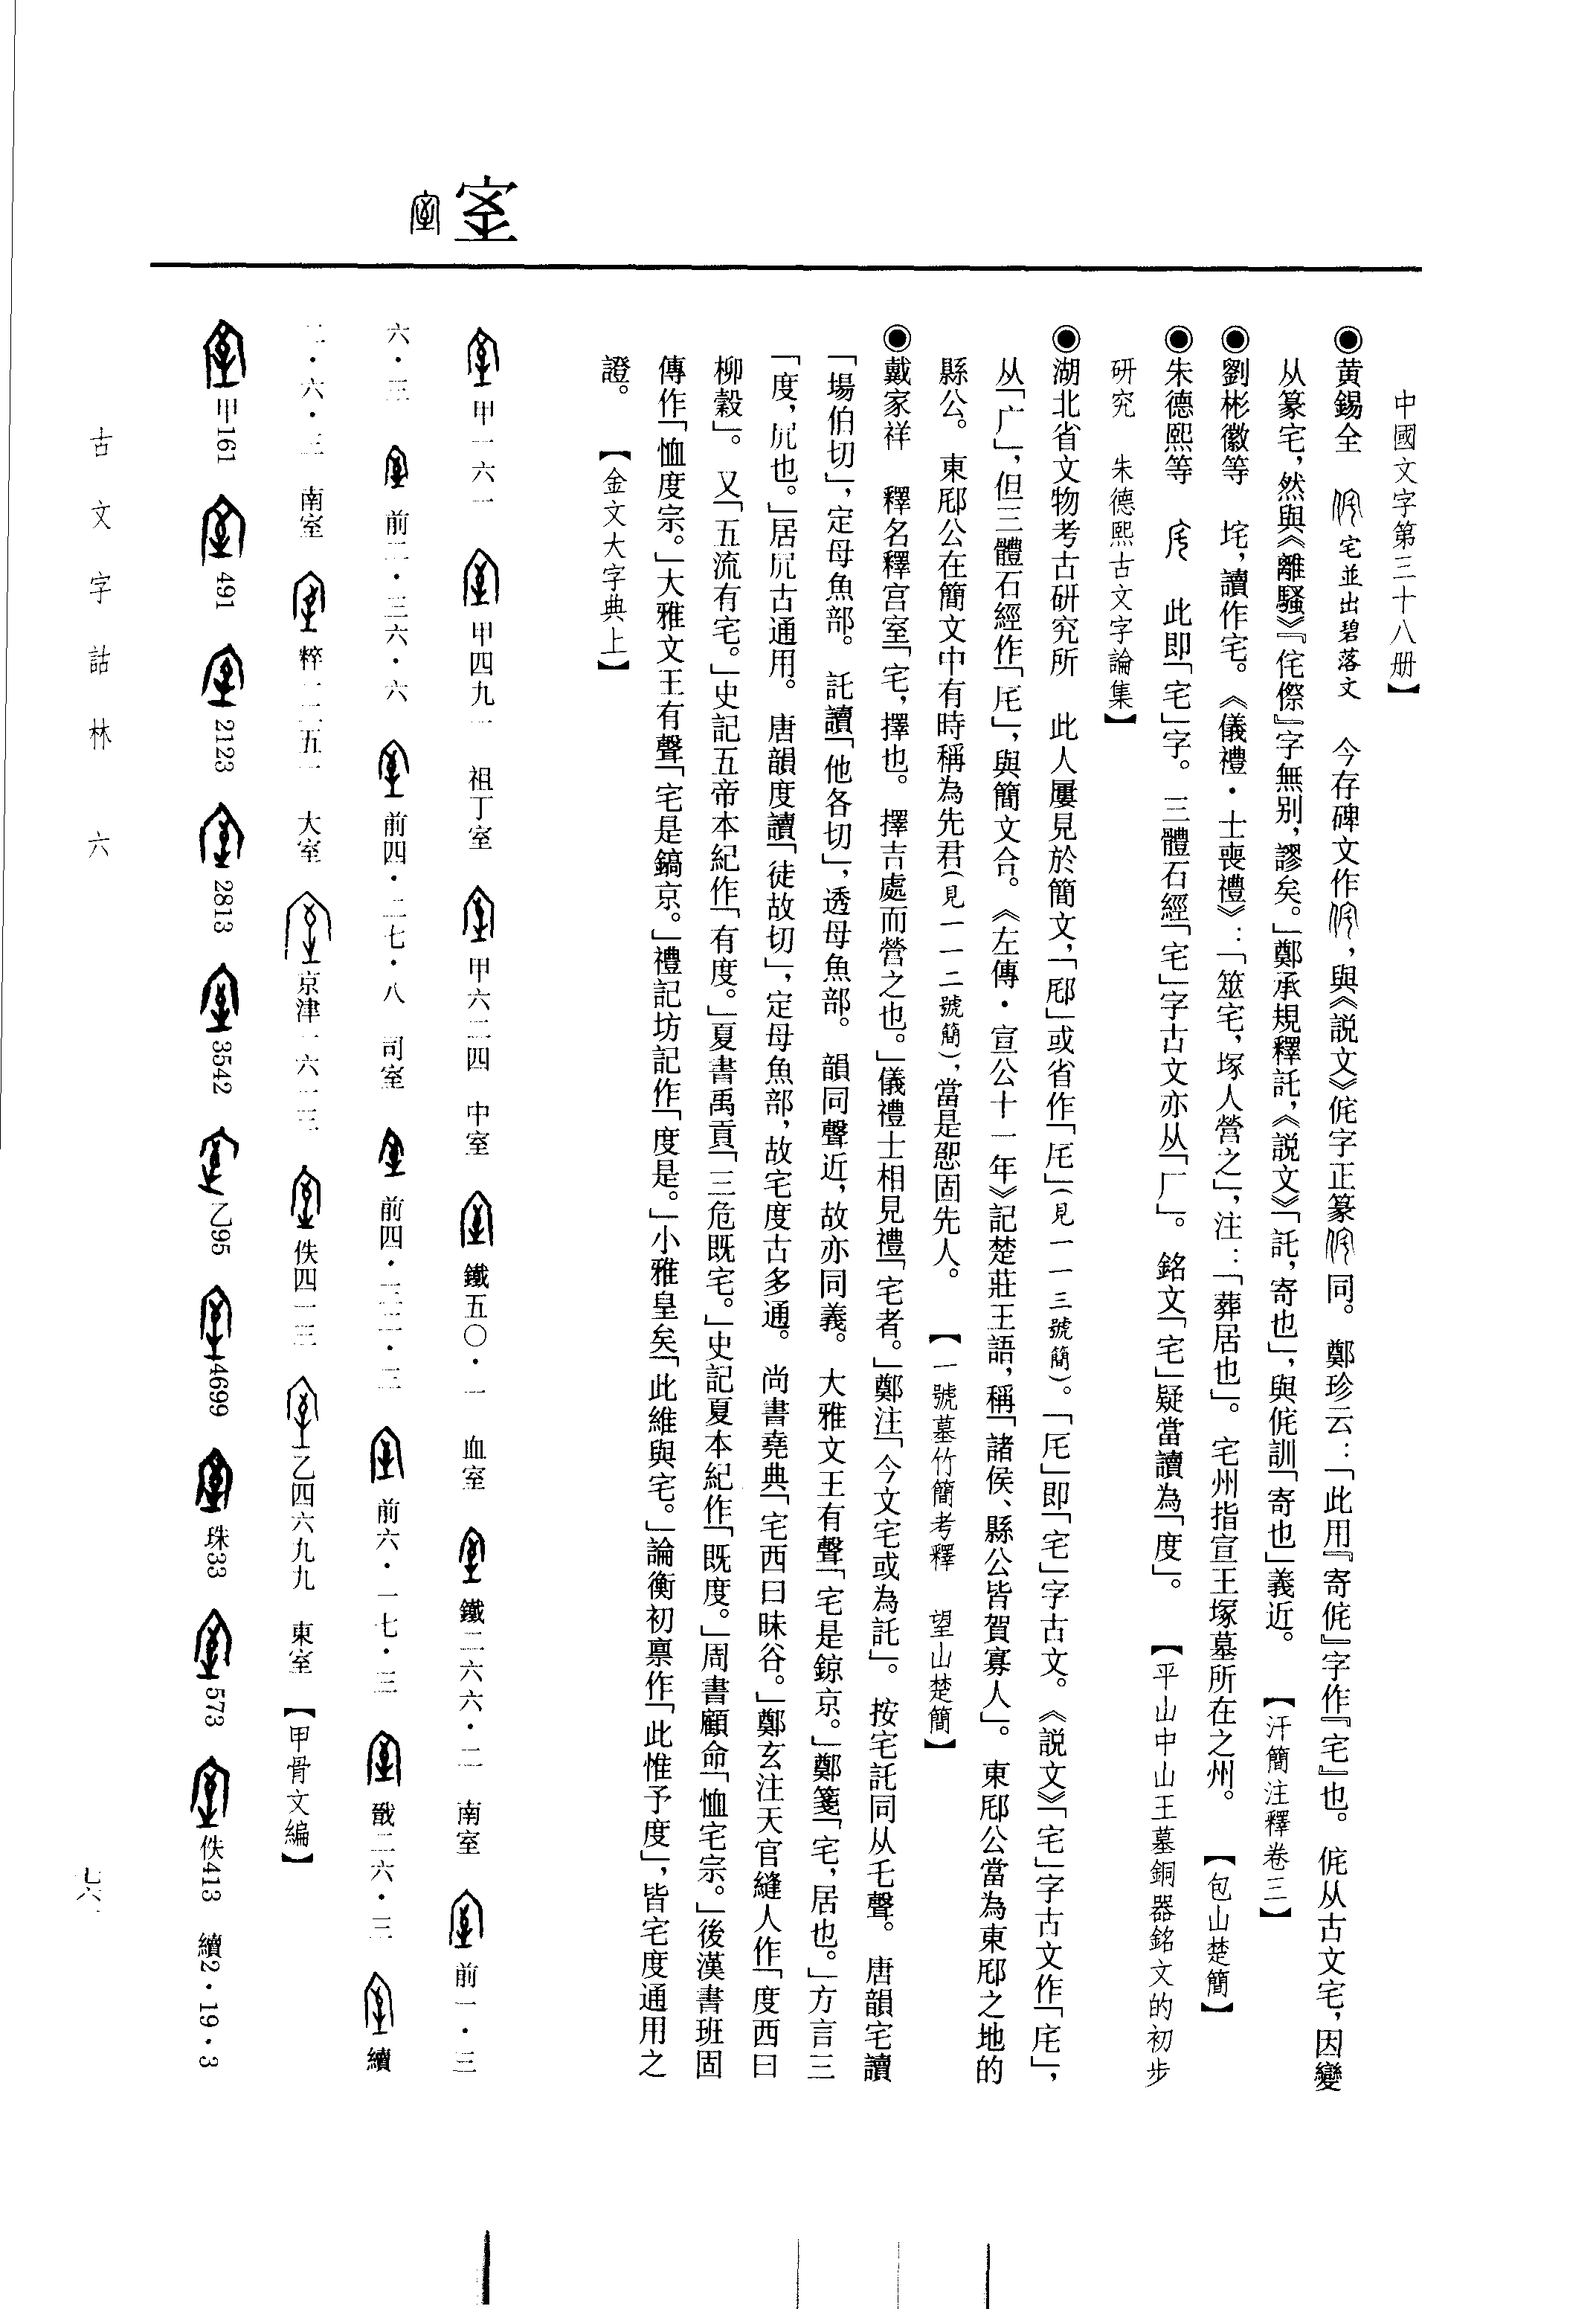 室
中國文字第三十八册】
◉黄錫全　宅並出碧落文　今存碑文作，與《説文》侂字正篆同。鄭珍云：「此用『寄侂』字作『宅』也。侂从古文宅，因變
从篆宅，然與《離騷》『侘傺』字無别，謬矣。」鄭承規釋託，《説文》「託，寄也」，與侂訓「寄也」義近。　【汗簡注釋卷三】
◉劉彬徽等　垞，讀作宅。《儀禮·士喪禮》：「筮宅，塚人營之」，注：「葬居也」。宅州指宣王塚墓所在之州。　【包山楚簡】
◉朱德熙等　　此即「宅」字。三體石經「宅」字古文亦从「厂」。銘文「宅」疑當讀為「度」。　【平山中山王墓銅器銘文的初步
研究　朱德熙古文字論集】
◉湖北省文物考古研究所　此人屢見於簡文，「㡯」或省作「厇」(見一一三號簡)。「厇」即「宅」字古文。《説文》「宅」字古文作「㡯」，
从「广」，但三體石經作「厇」，與簡文合。《左傳·宣公十一年》記楚莊王語，稱「諸侯、縣公皆賀寡人」。東公當為東之地的
縣公。東公在簡文中有時稱為先君(見一一二號簡)，當是固先人。　【一號墓竹簡考釋　望山楚簡】
◉戴家祥　釋名釋宫室「宅，擇也。擇吉處而營之也。」儀禮士相見禮「宅者。」鄭注「今文宅或為託」。按宅託同从乇聲。唐韻宅讀
「場伯切」，定母魚部。託讀「他各切」，透母魚部。韻同聲近，故亦同義。大雅文王有聲「宅是鎬京。」鄭箋「宅，居也。」方言三
「度，凥也。」居凥古通用。唐韻度讀「徒故切」，定母魚部，故宅度古多通。尚書堯典「宅西曰昧谷。」鄭玄注天官縫人作「度西曰
柳穀」。又「五流有宅。」史記五帝本紀作「有度。」夏書禹貢「三危既宅。」史記夏本紀作「既度。」周書顧命「恤宅宗。」後漢書班固
傳作「恤度宗。」大雅文王有聲「宅是鎬京。」禮記坊記作「度是。」小雅皇矣「此維與宅。」論衡初禀作「此惟予度」，皆宅度通用之
證。　【金文大字典上】
甲一六一　甲四九一　祖丁室　甲六二四　中室　鐵五〇·一　血室　鐵二六六·二　南室　前一·三
六·三　前三·三六·六　前四·二七·八　司室　前四·三三·三　前六·一七·三　戩二六·三　續
二·六·三　南室　粹一二五一　大室　京津一六一三　佚四一三　乙四六九九　東室　【甲骨文編】
甲161　491　2123　2813　3542　乙95　4699　珠33　573　佚413　續2·19·3
古文字詁林　六
七六一